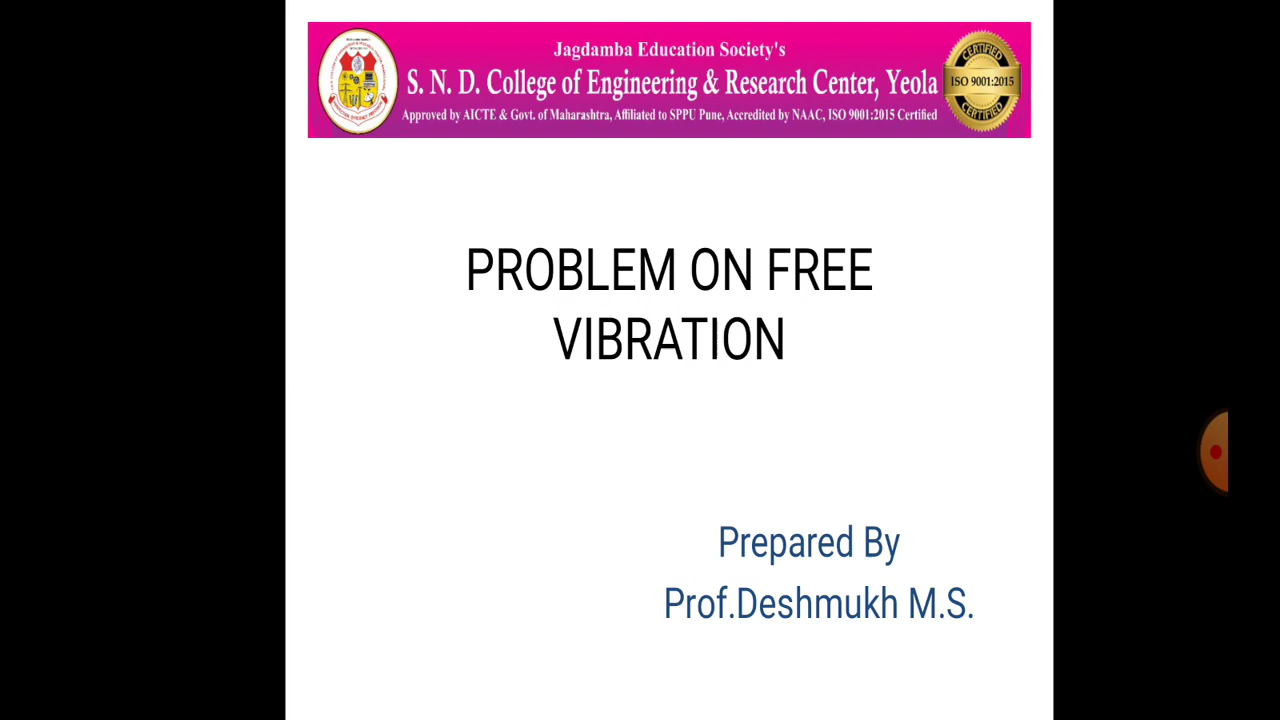 Jagdamba Education Society's
S. N. D. College of Engineering & Research Center, Yeola
Approved by AICTE & Govt. of Maharashtra, Affiliated to SPPU Pune, Accredited by NAAC, ISO 9001:2015 Certified
CERTIFIED
ISO 9001:2015
CERTIFIED
PROBLEM ON FREE
VIBRATION
Prepared By
Prof.Deshmukh M.S.